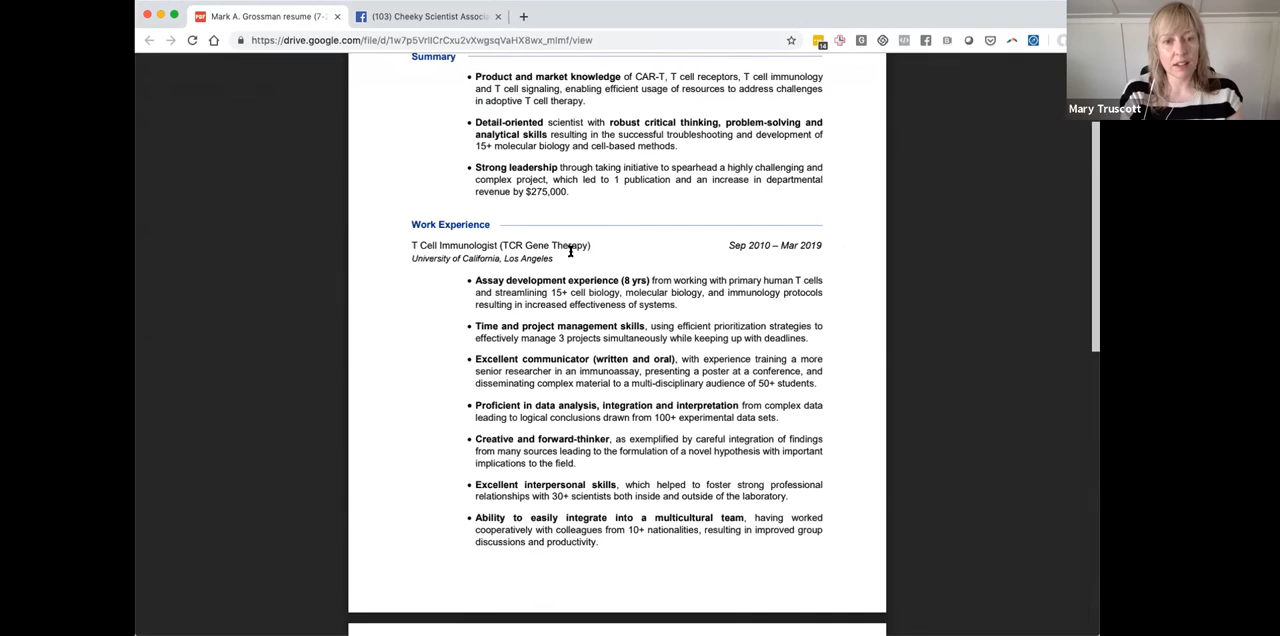 Mark A. Grossman resume (7-2
(103) Cheeky Scientist Associa
https://drive.google.com/file/d/1w7p5VrlICrCxu2vXwgsqVaHX8wx_mlmf/view
14
Mary Truscott
Summary
• Product and market knowledge of CAR-T, T cell receptors, T cell immunology
and T cell signaling, enabling efficient usage of resources to address challenges
in adoptive T cell therapy.
• Detail-oriented scientist with robust critical thinking, problem-solving and
analytical skills resulting in the successful troubleshooting and development of
15+ molecular biology and cell-based methods.
• Strong leadership through taking initiative to spearhead a highly challenging and
complex project, which led to 1 publication and an increase in departmental
revenue by $275,000.
Work Experience
T Cell Immunologist (TCR Gene Therapy) Sep 2010 – Mar 2019
University of California, Los Angeles
• Assay development experience (8 yrs) from working with primary human T cells
and streamlining 15+ cell biology, molecular biology, and immunology protocols
resulting in increased effectiveness of systems.
• Time and project management skills, using efficient prioritization strategies to
effectively manage 3 projects simultaneously while keeping up with deadlines.
• Excellent communicator (written and oral), with experience training a more
senior researcher in an immunoassay, presenting a poster at a conference, and
disseminating complex material to a multi-disciplinary audience of 50+ students.
• Proficient in data analysis, integration and interpretation from complex data
leading to logical conclusions drawn from 100+ experimental data sets.
• Creative and forward-thinker, as exemplified by careful integration of findings
from many sources leading to the formulation of a novel hypothesis with important
implications to the field.
• Excellent interpersonal skills, which helped to foster strong professional
relationships with 30+ scientists both inside and outside of the laboratory.
• Ability to easily integrate into a multicultural team, having worked
cooperatively with colleagues from 10+ nationalities, resulting in improved group
discussions and productivity.